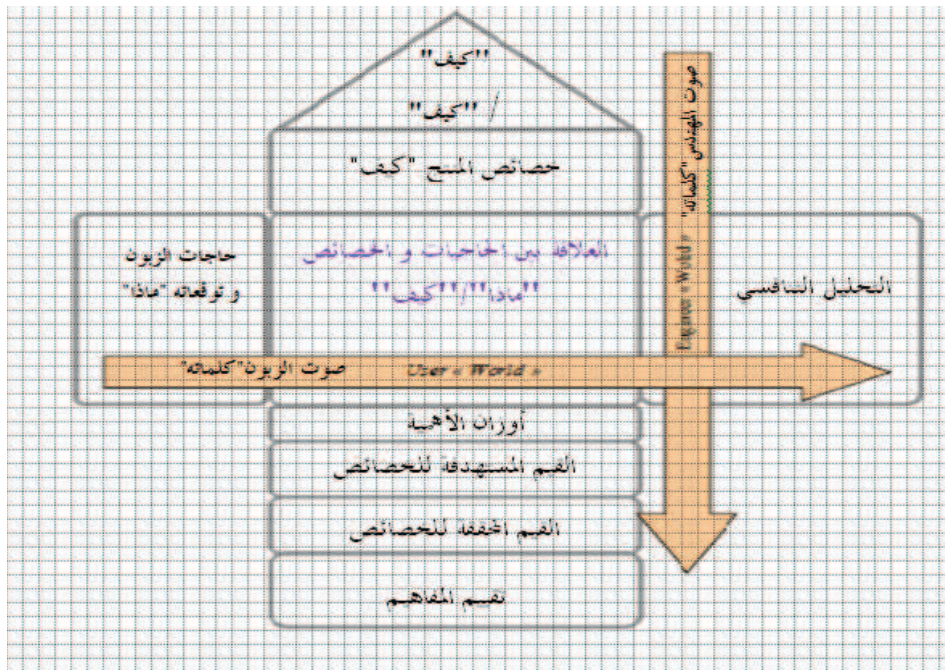 "كيف"
/ "كيف"
خصائص المنتج "كيف"
حاجات الزبون
و توقعاته "ماذا"
العلاقة بين الحاجيات و الخصائص
"ماذا"/"كيف"
التحليل التنافسي
صوت المهندس"كلماته"
Engineer « World »
صوت الزبون"كلماته"
User « World »
أوزان الأهمية
القيم المستهدفة للخصائص
القيم المحققة للخصائص
تقييم المفاهيم